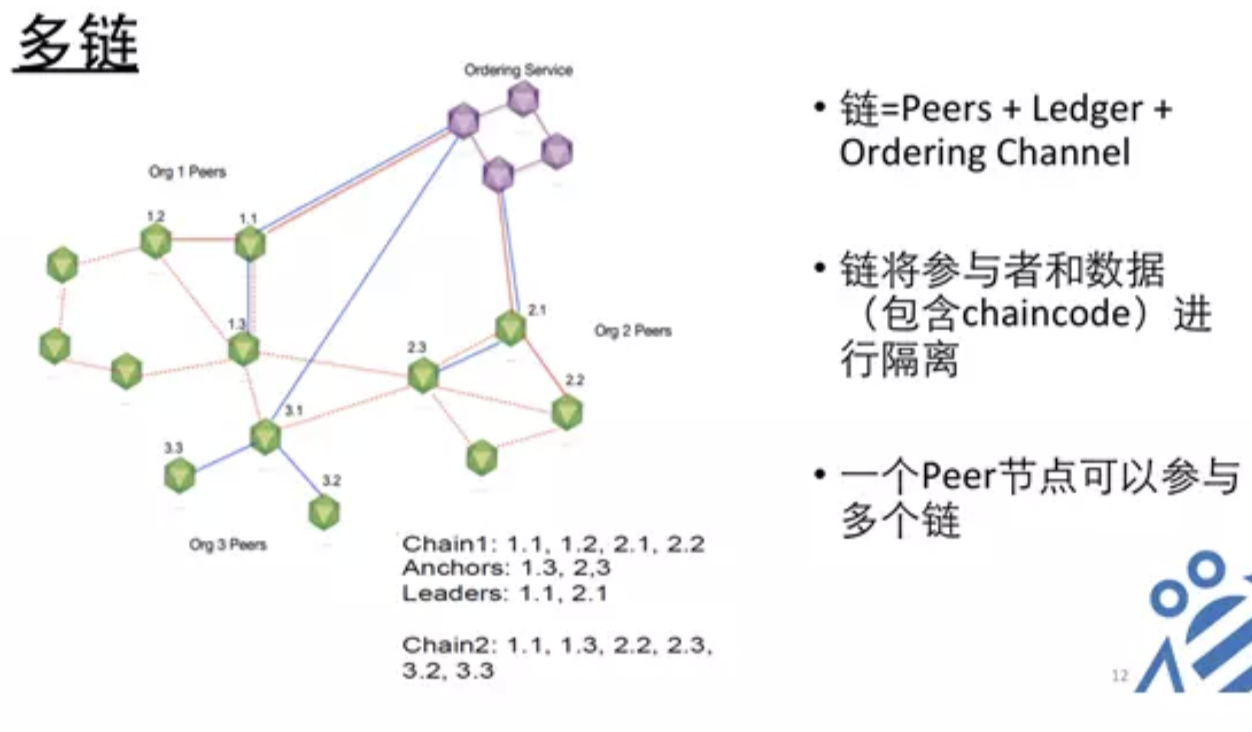 多链
Ordering Service
Org 1 Peers
1.2
1.1
1.3
2.1
Org 2 Peers
2.3
2.2
3.1
3.3
3.2
Org 3 Peers
Chain1: 1.1, 1.2, 2.1, 2.2
Anchors: 1.3, 2,3
Leaders: 1.1, 2.1
Chain2: 1.1, 1.3, 2.2, 2.3,
3.2, 3.3
• 链=Peers + Ledger +
Ordering Channel
• 链将参与者和数据
（包含chaincode）进
行隔离
• 一个Peer节点可以参与
多个链
12